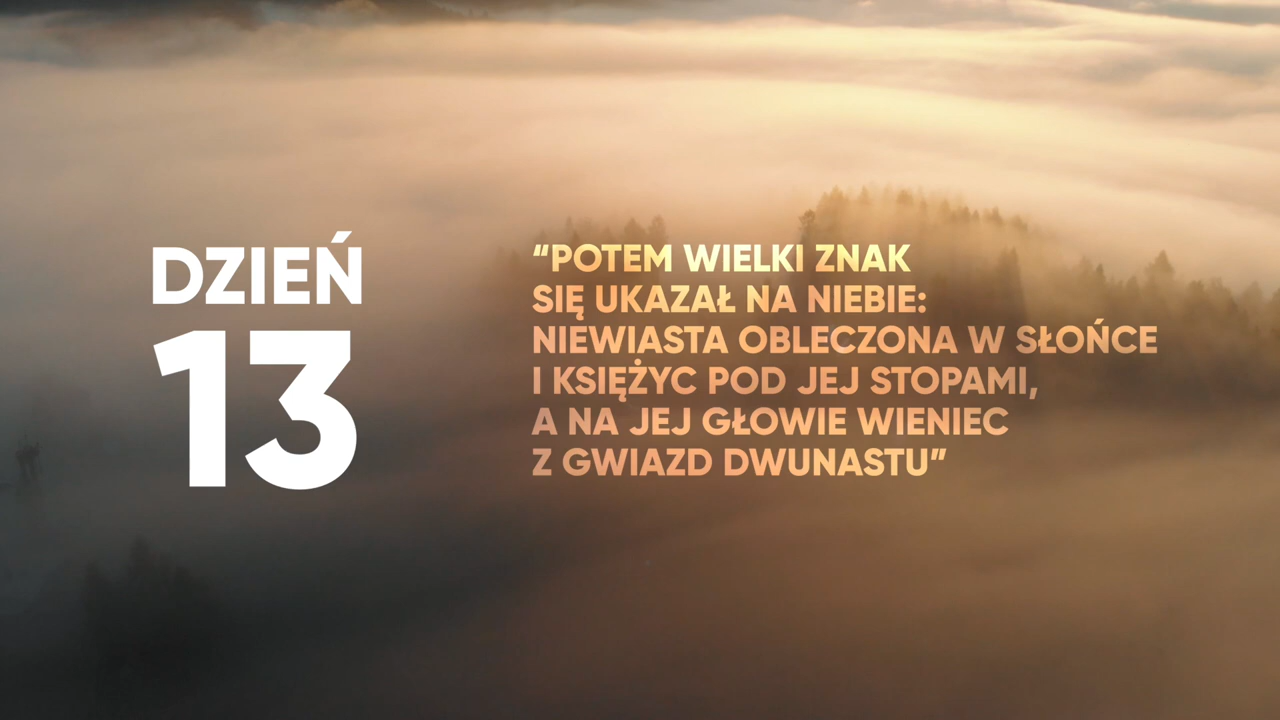 DZIEŃ
13
“POTEM WIELKI ZNAK
SIĘ UKAZAŁ NA NIEBIE:
NIEWIASTA OBLECZONA W SŁOŃCE
I KSIĘŻYC POD JEJ STOPAMI,
A NA JEJ GŁOWIE WIENIEC
Z GWIAZD DWUNASTU”